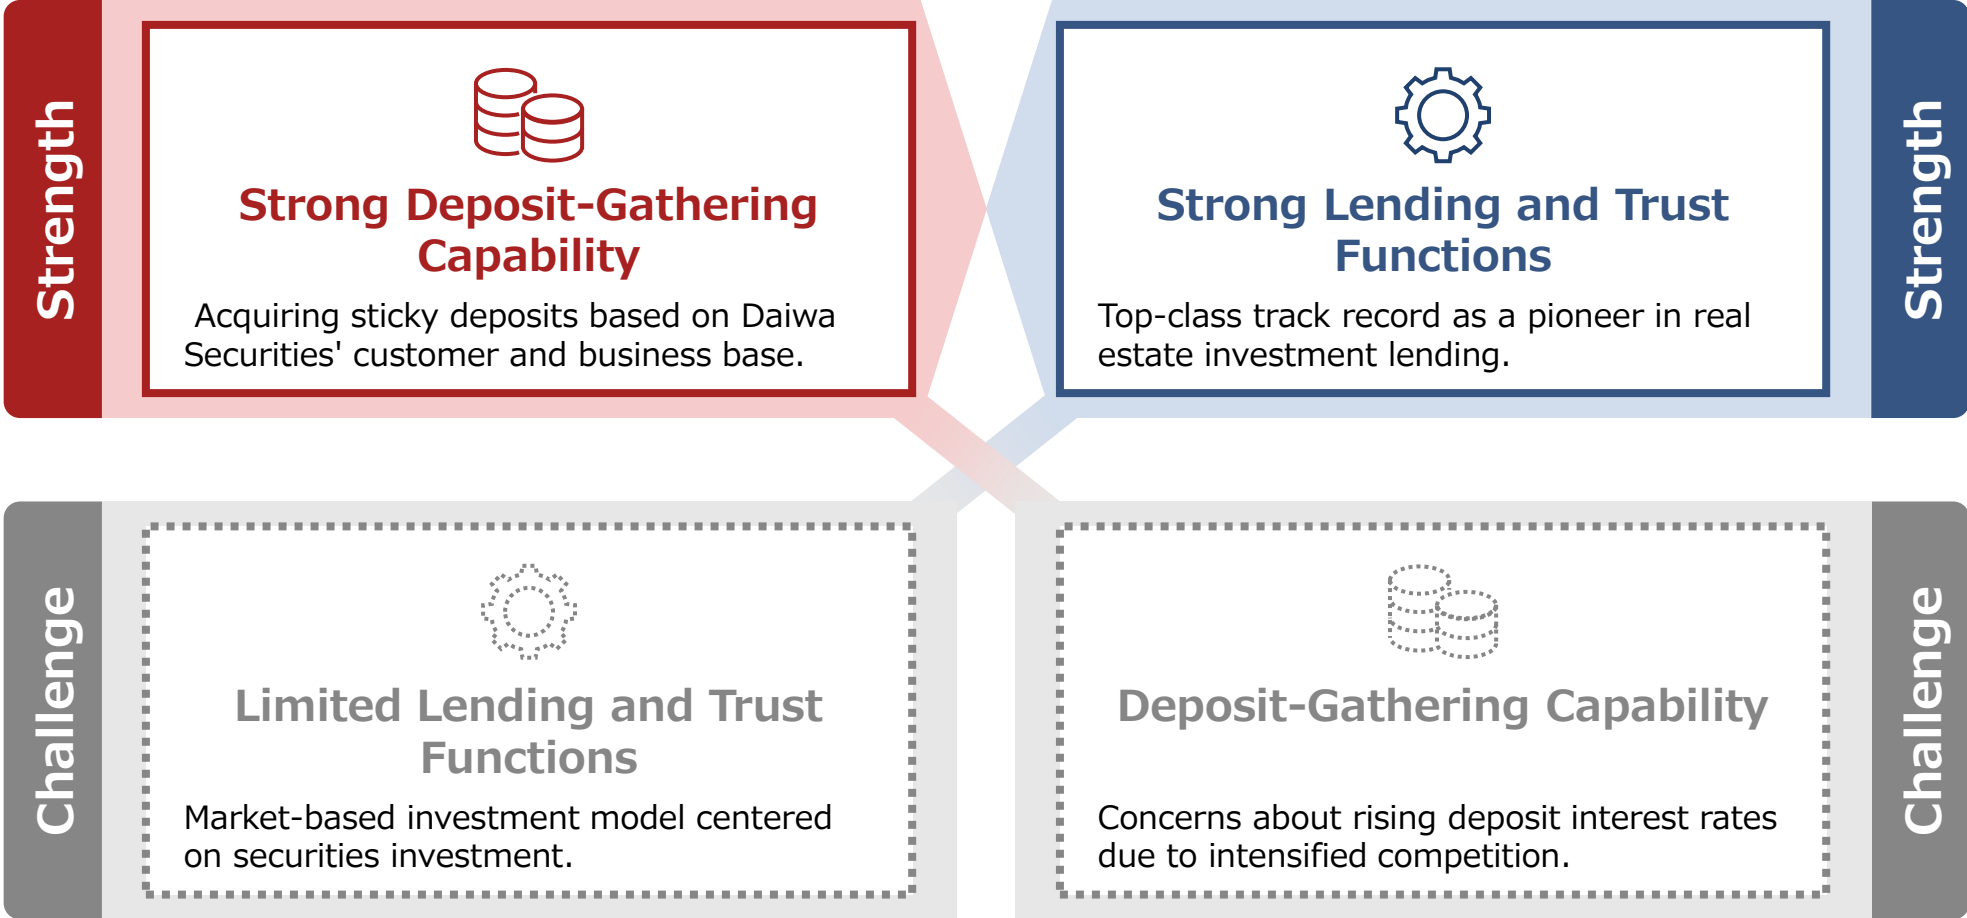 Strength
Strong Deposit-Gathering
Capability
Acquiring sticky deposits based on Daiwa
Securities' customer and business base.
Strong Lending and Trust
Functions
Top-class track record as a pioneer in real
estate investment lending.
Strength
Challenge
Limited Lending and Trust
Functions
Market-based investment model centered
on securities investment.
Deposit-Gathering Capability
Concerns about rising deposit interest rates
due to intensified competition.
Challenge